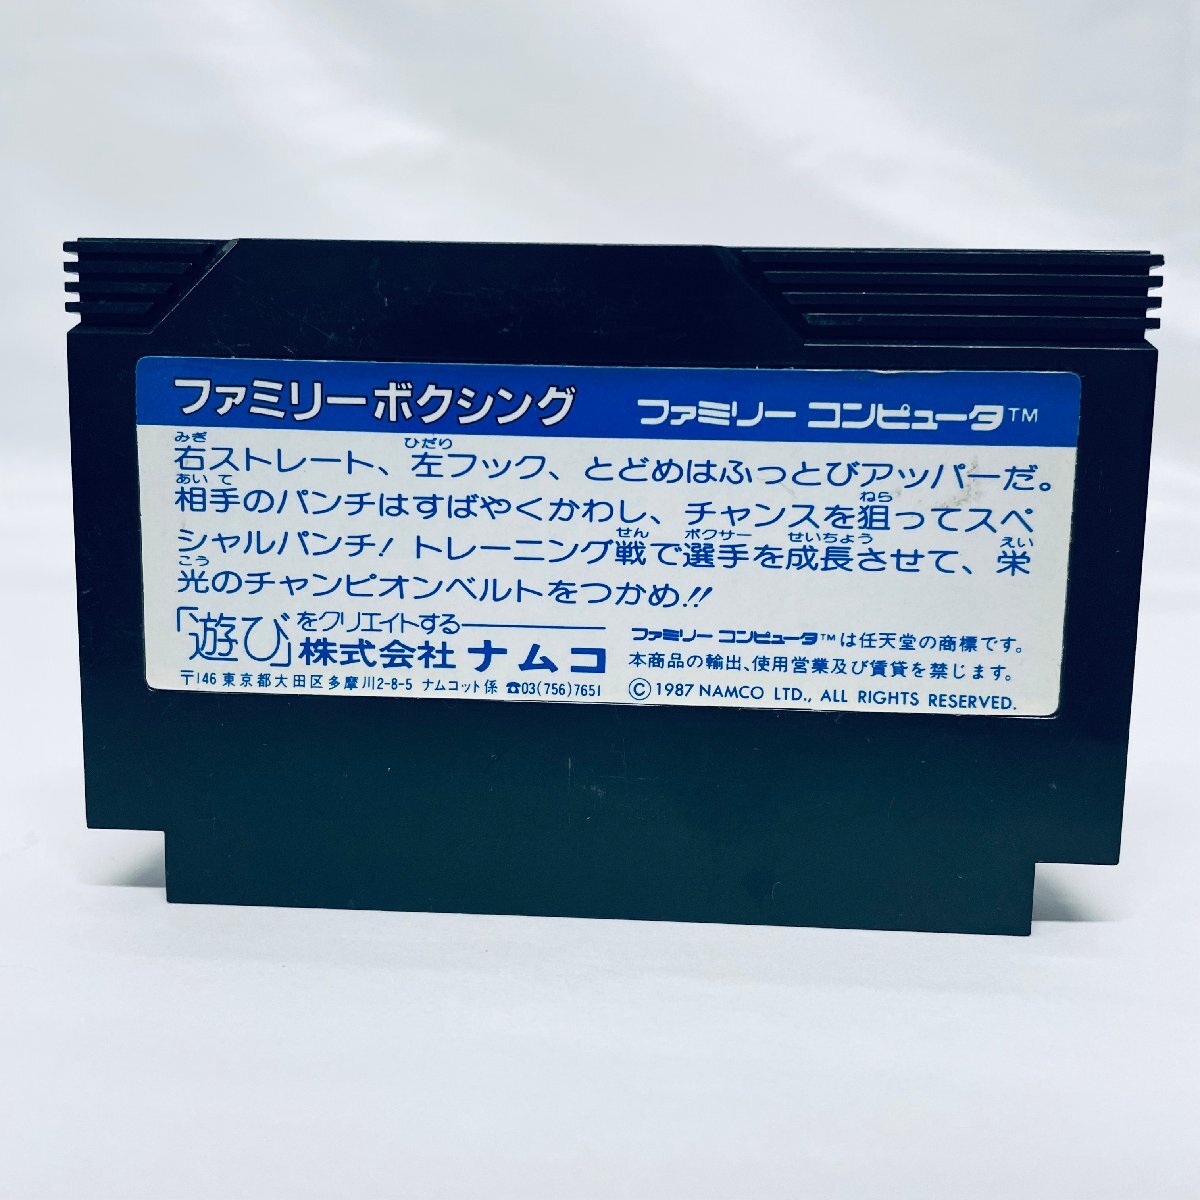 ファミリーボクシング ファミリー コンピュータ™
みぎ ひだり
右ストレート、左フック、とどめはふっとびアッパーだ。
あいて ねら
相手のパンチはすばやくかわし、チャンスを狙ってスペ
せん ボクサー せいちょう えい
シャルパンチ! トレーニング戦で選手を成長させて、栄
こう
光のチャンピオンベルトをつかめ!!
「遊び」をクリエイトする
株式会社 ナムコ
〒146 東京都大田区多摩川2-8-5 ナムコット係 ☎03(756)7651
ファミリー コンピュータ™は任天堂の商標です。
本商品の輸出、使用営業及び賃貸を禁じます。
©1987 NAMCO LTD., ALL RIGHTS RESERVED.